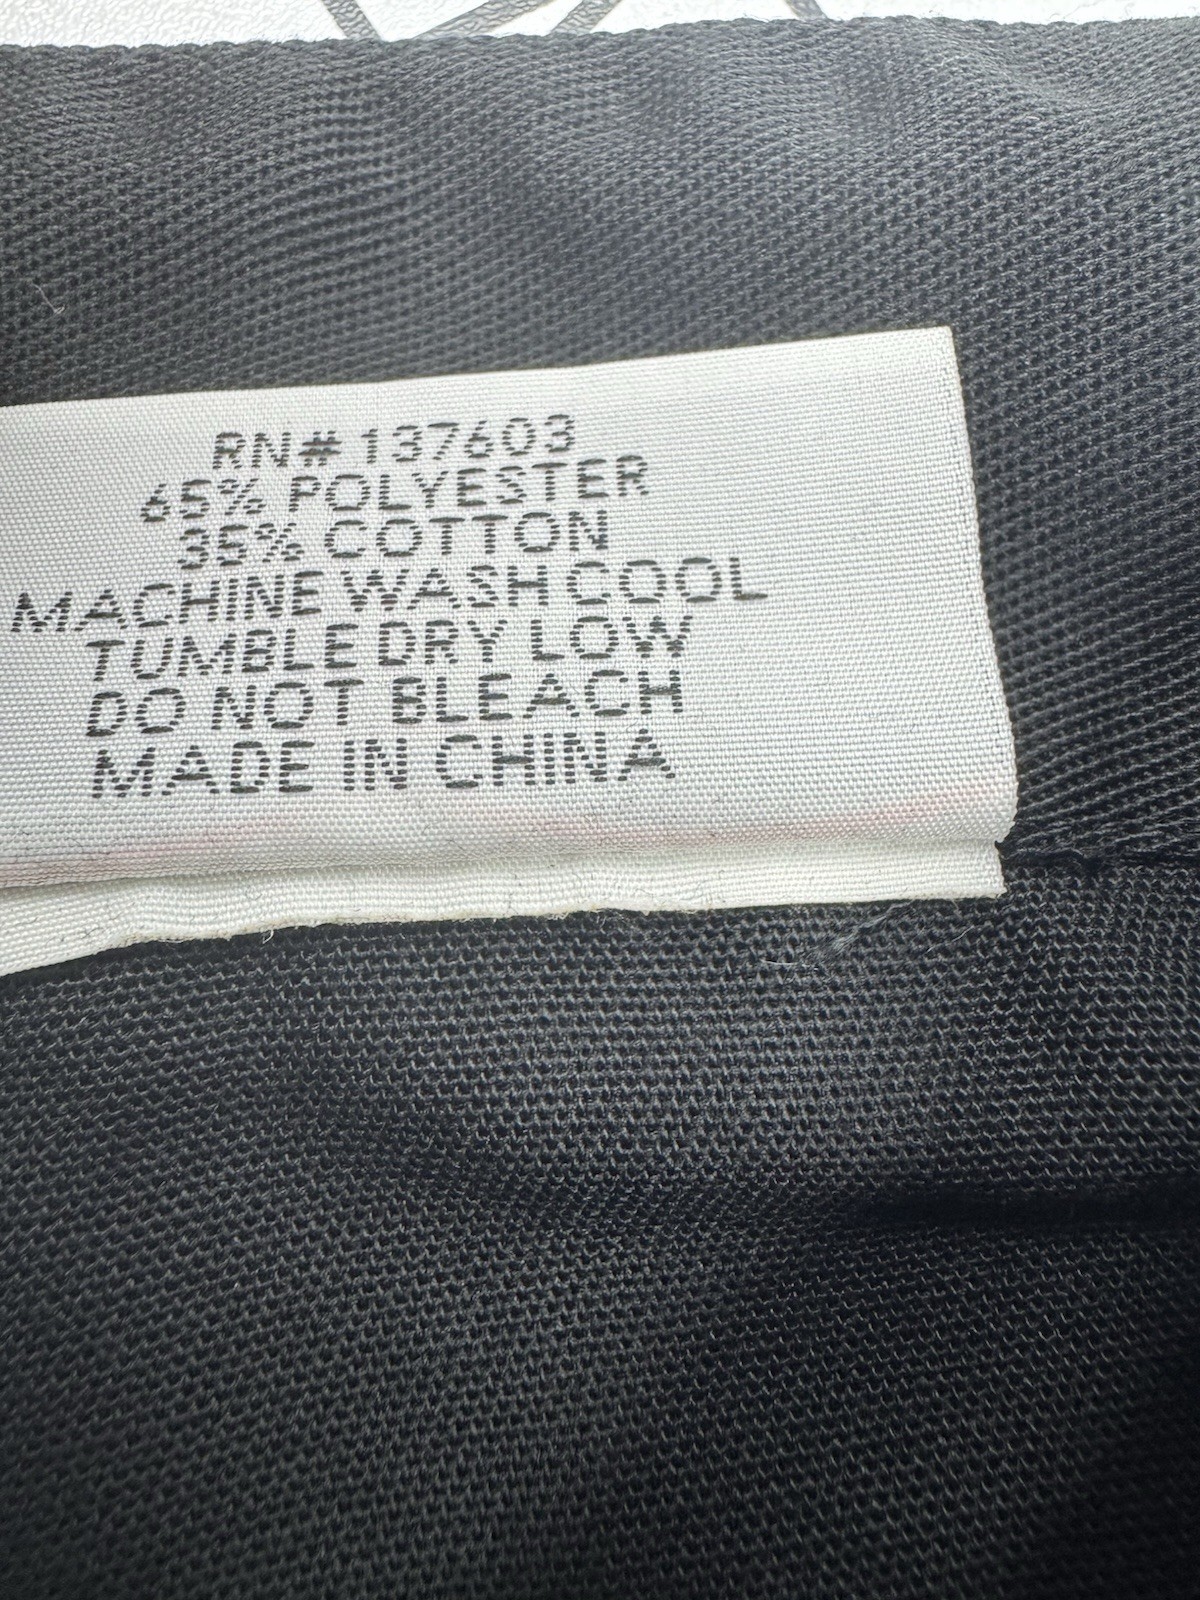 RN# 137603
65% POLYESTER
35% COTTON
MACHINE WASH COOL
TUMBLE DRY LOW
DO NOT BLEACH
MADE IN CHINA